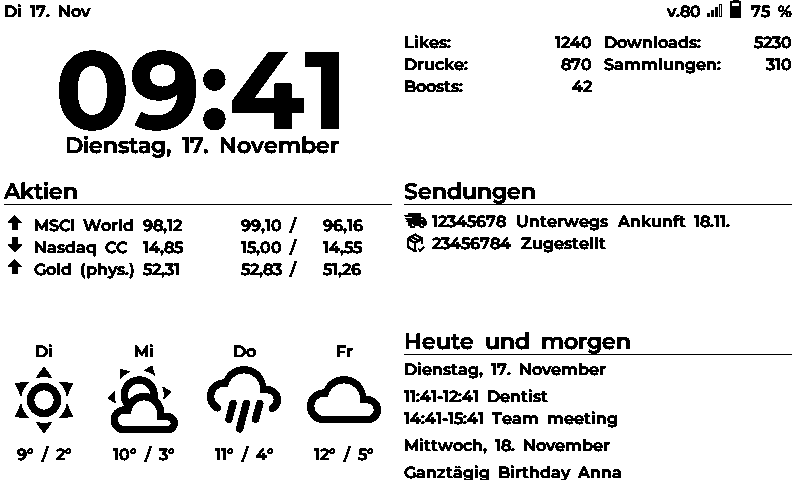 Di 17. Nov
v.80 75 %
09:41
Dienstag, 17. November
Likes: 1240 Downloads: 5230
Drucke: 870 Sammlungen: 310
Boosts: 42
Aktien
MSCI World 98,12 99,10 / 96,16
Nasdaq CC 14,85 15,00 / 14,55
Gold (phys.) 52,31 52,83 / 51,26
Sendungen
12345678 Unterwegs Ankunft 18.11.
23456784 Zugestellt
Di Mi Do Fr
9° / 2° 10° / 3° 11° / 4° 12° / 5°
Heute und morgen
Dienstag, 17. November
11:41-12:41 Dentist
14:41-15:41 Team meeting
Mittwoch, 18. November
Ganztägig Birthday Anna